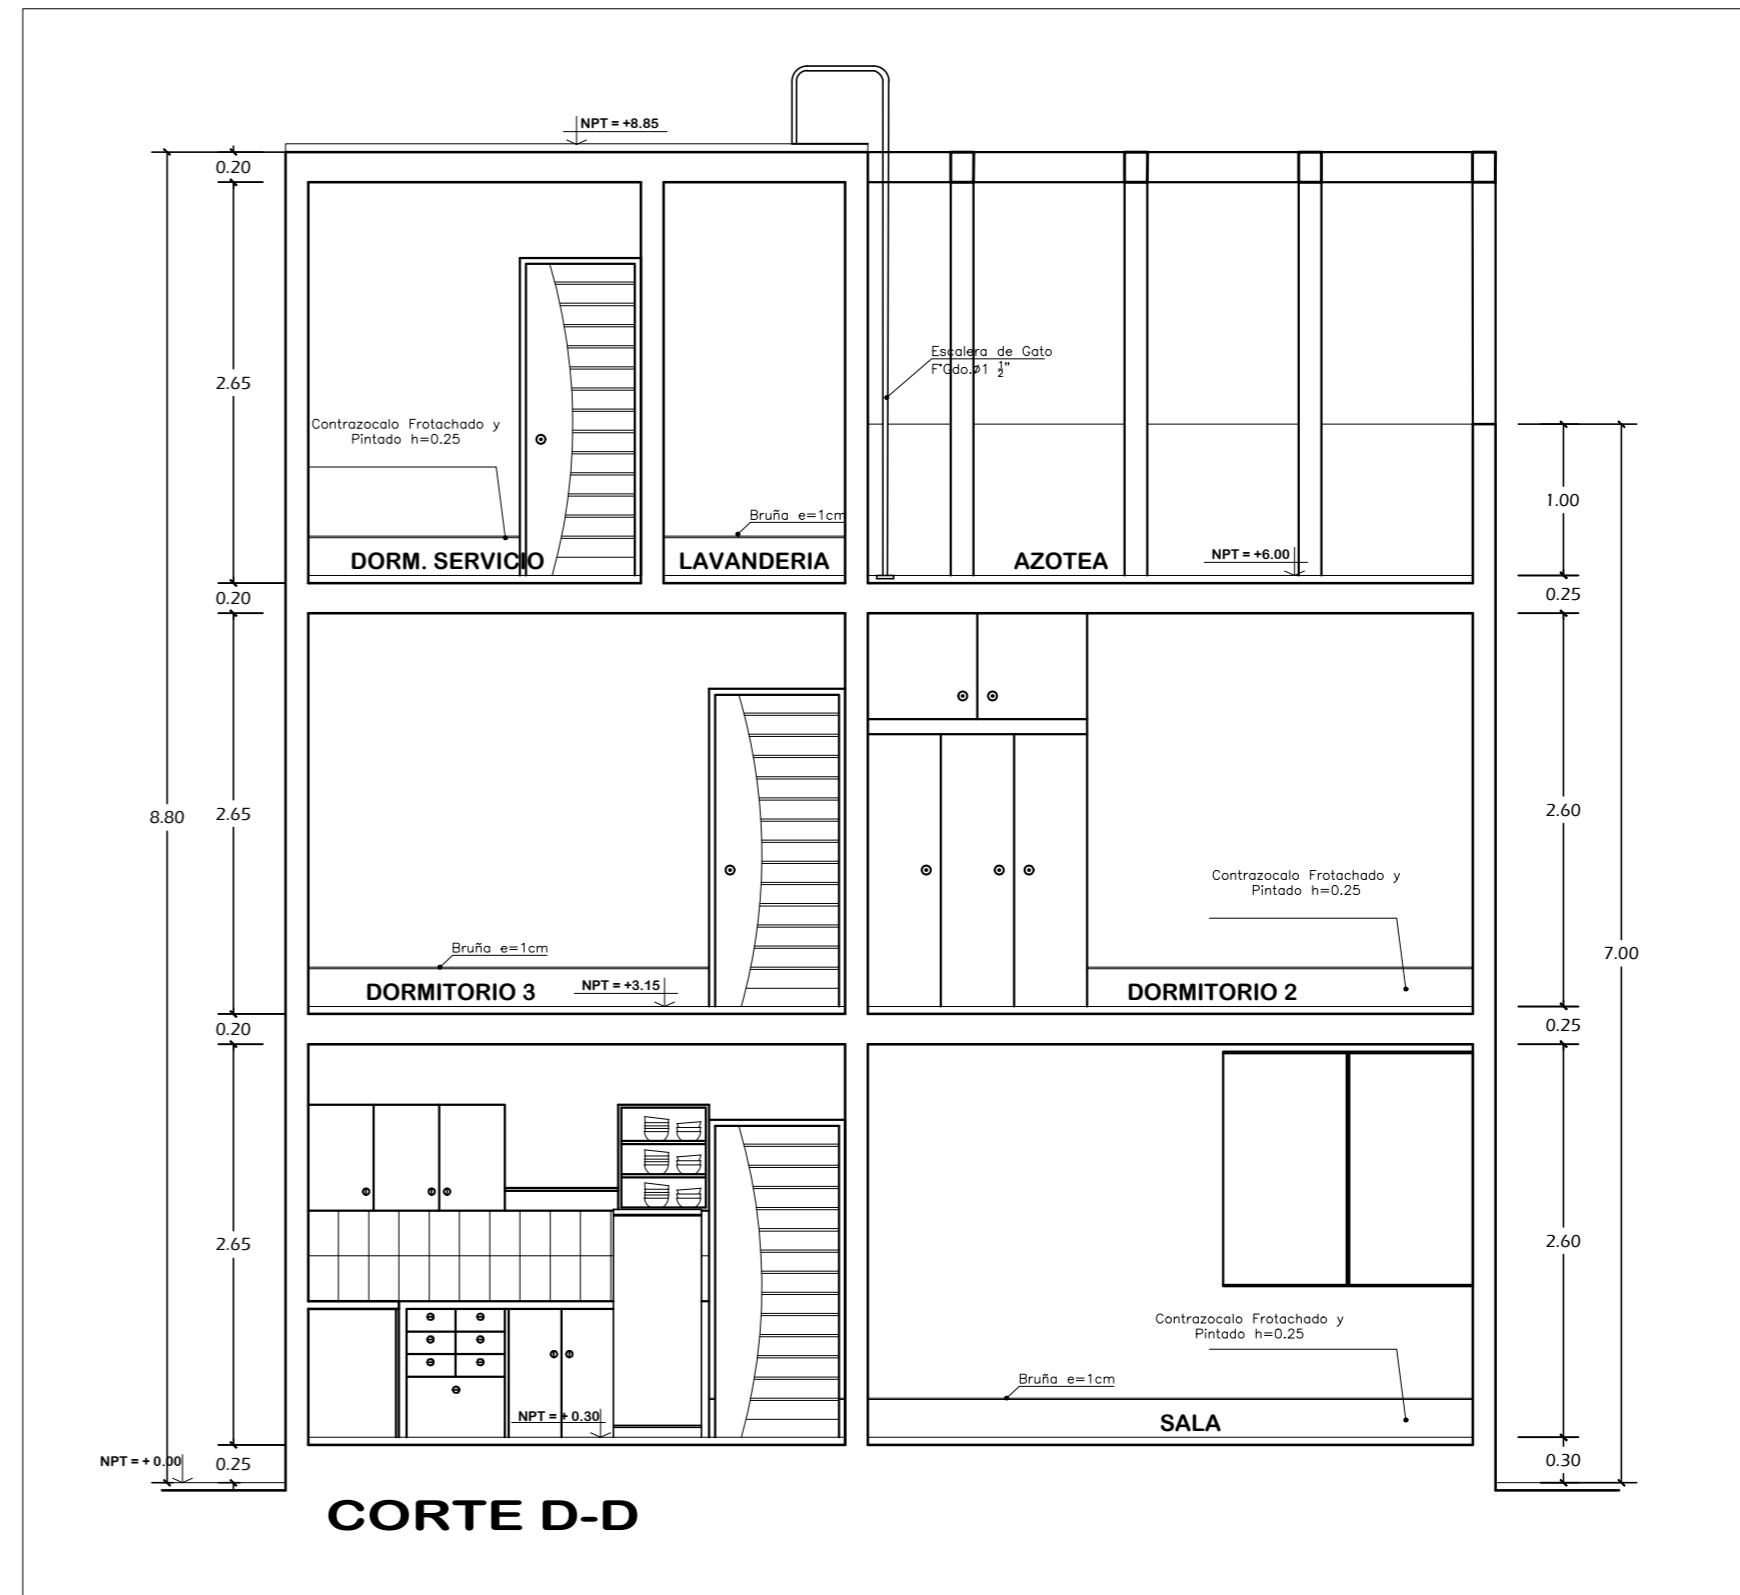 NPT = +8.85
0.20
2.65
Contrazocalo Frotachado y
Pintado h=0.25
Escalera de Gato
F°Gdo.ø1 1/2"
Bruña e=1cm
DORM. SERVICIO
LAVANDERIA
AZOTEA
NPT = +6.00
1.00
0.20
0.25
8.80
2.65
2.60
Contrazocalo Frotachado y
Pintado h=0.25
7.00
Bruña e=1cm
DORMITORIO 3
NPT = +3.15
DORMITORIO 2
0.20
0.25
2.65
2.60
Contrazocalo Frotachado y
Pintado h=0.25
Bruña e=1cm
NPT = + 0.30
SALA
NPT = + 0.00
0.25
0.30
CORTE D-D